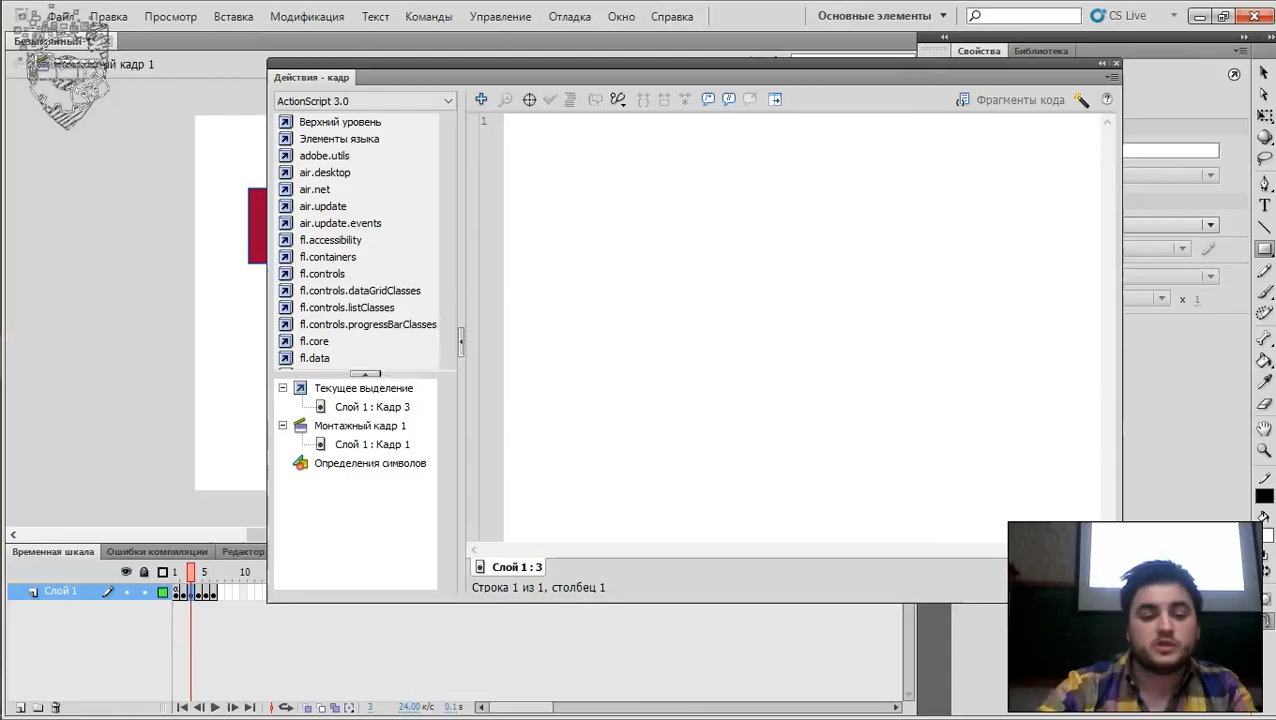 Файл Правка Просмотр Вставка Модификация Текст Команды Управление Отладка Окно Справка Основные элементы CS Live
Безымянный
кадр 1
Свойства Библиотека
Действия - кадр
ActionScript 3.0
Фрагменты кода
Верхний уровень
1
Элементы языка
adobe.utils
air.desktop
air.net
air.update
air.update.events
fl.accessibility
fl.containers
fl.controls
fl.controls.dataGridClasses
fl.controls.listClasses
x 1
fl.controls.progressBarClasses
fl.core
fl.data
Текущее выделение
Слой 1 : Кадр 3
Монтажный кадр 1
Слой 1 : Кадр 1
Определения символов
Слой 1 : 3
Строка 1 из 1, столбец 1
Временная шкала Ошибки компиляции Редактор
1 5 10
Слой 1
3 24.00 к/с 0.1 s